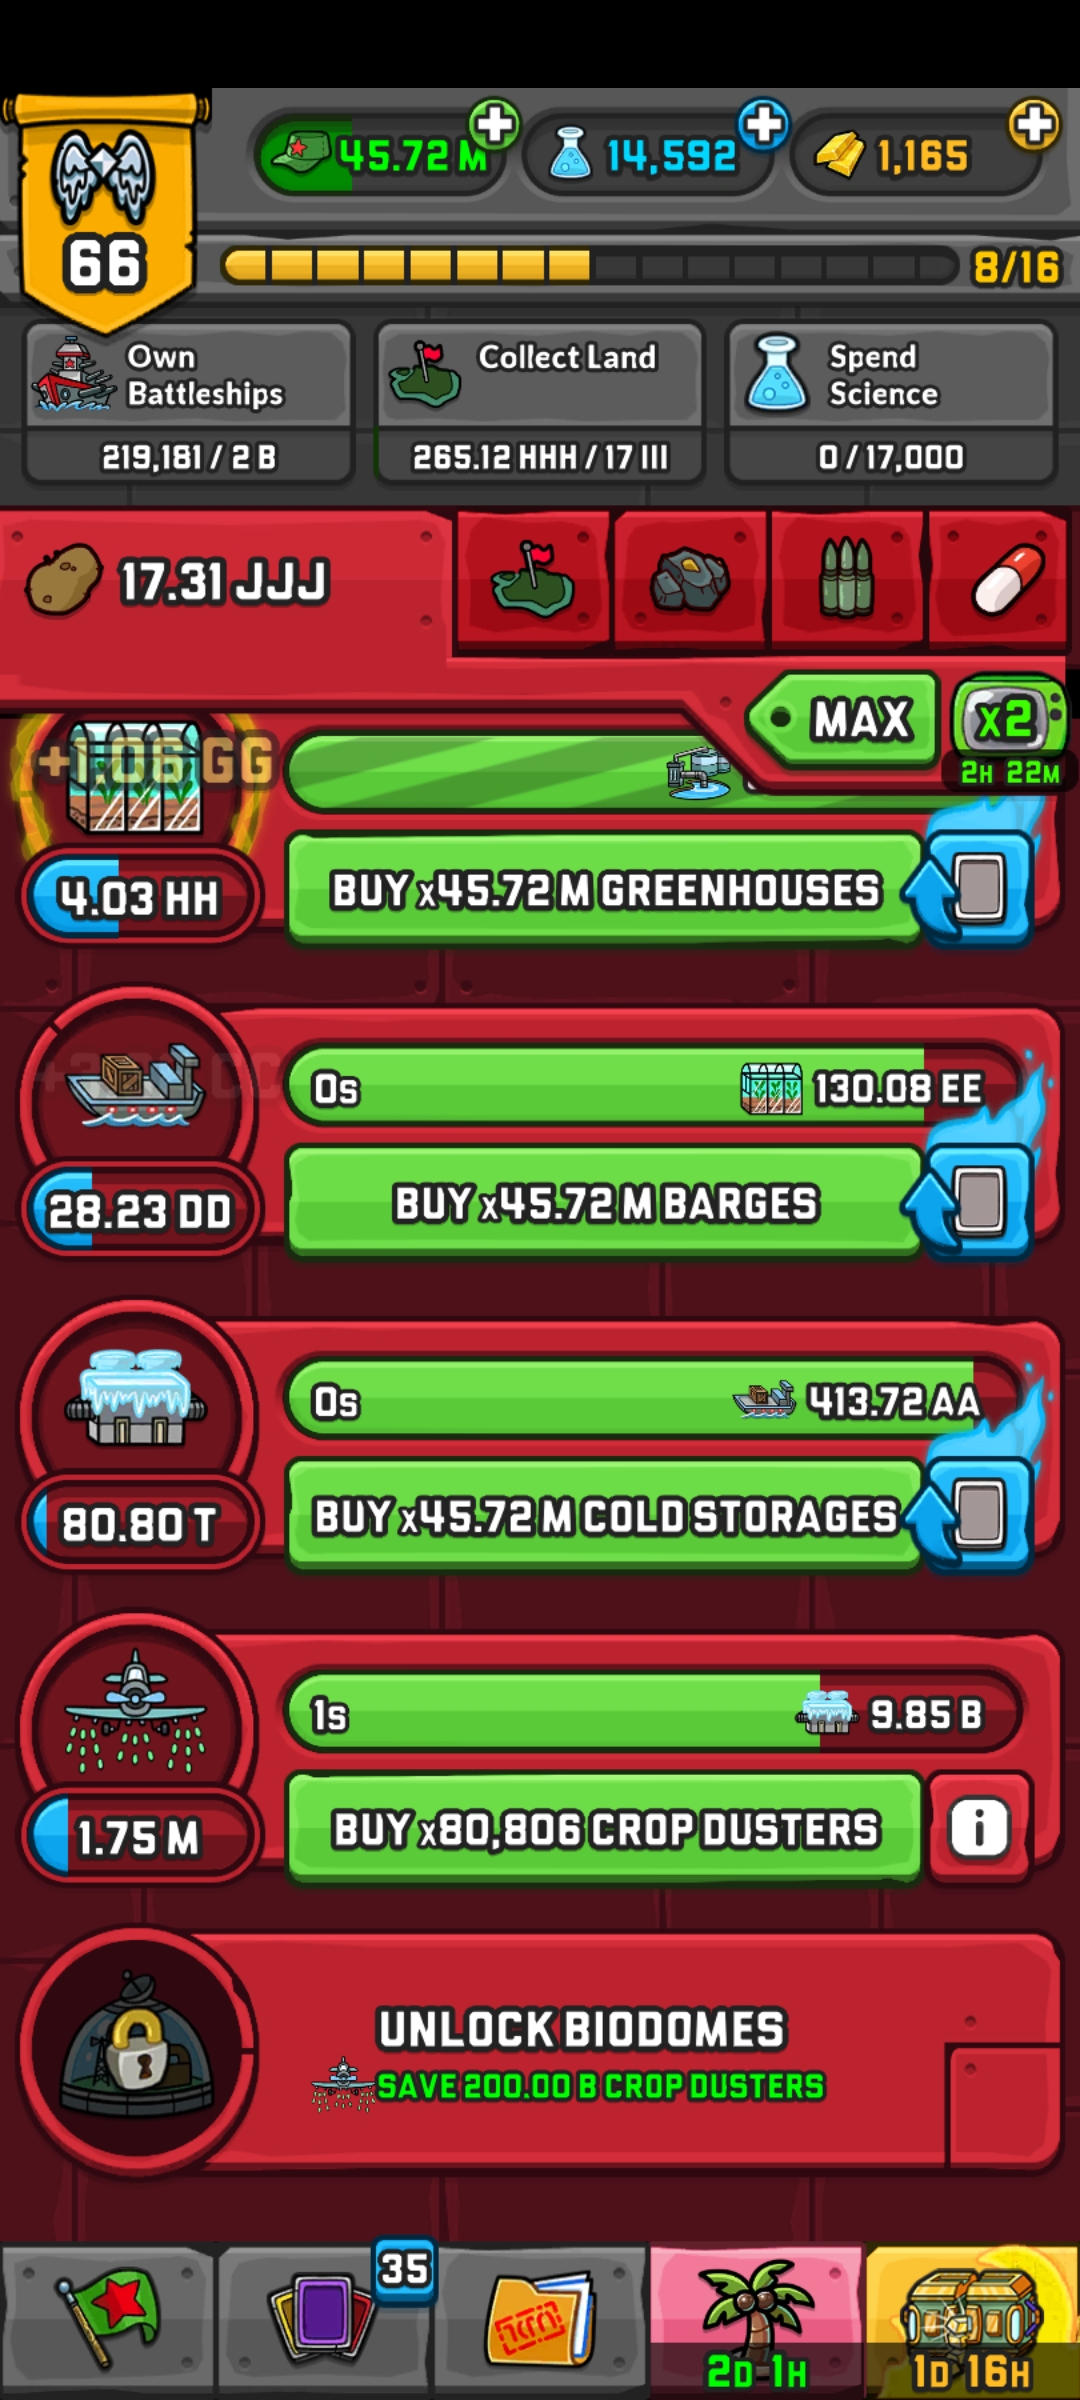 45.72 M
14,592
1,165
66
8/16
Own
Battleships
219,181 / 2 B
Collect Land
265.12 HHH / 17 III
Spend
Science
0 / 17,000
17.31 JJJ
MAX
x2
2H 22M
+1.06 GG
4.03 HH
BUY x45.72 M GREENHOUSES
0s
130.08 EE
28.23 DD
BUY x45.72 M BARGES
0s
413.72 AA
80.80 T
BUY x45.72 M COLD STORAGES
1s
9.85 B
1.75 M
BUY x80,806 CROP DUSTERS
i
UNLOCK BIODOMES
SAVE 200.00 B CROP DUSTERS
35
2D 1H
1D 16H